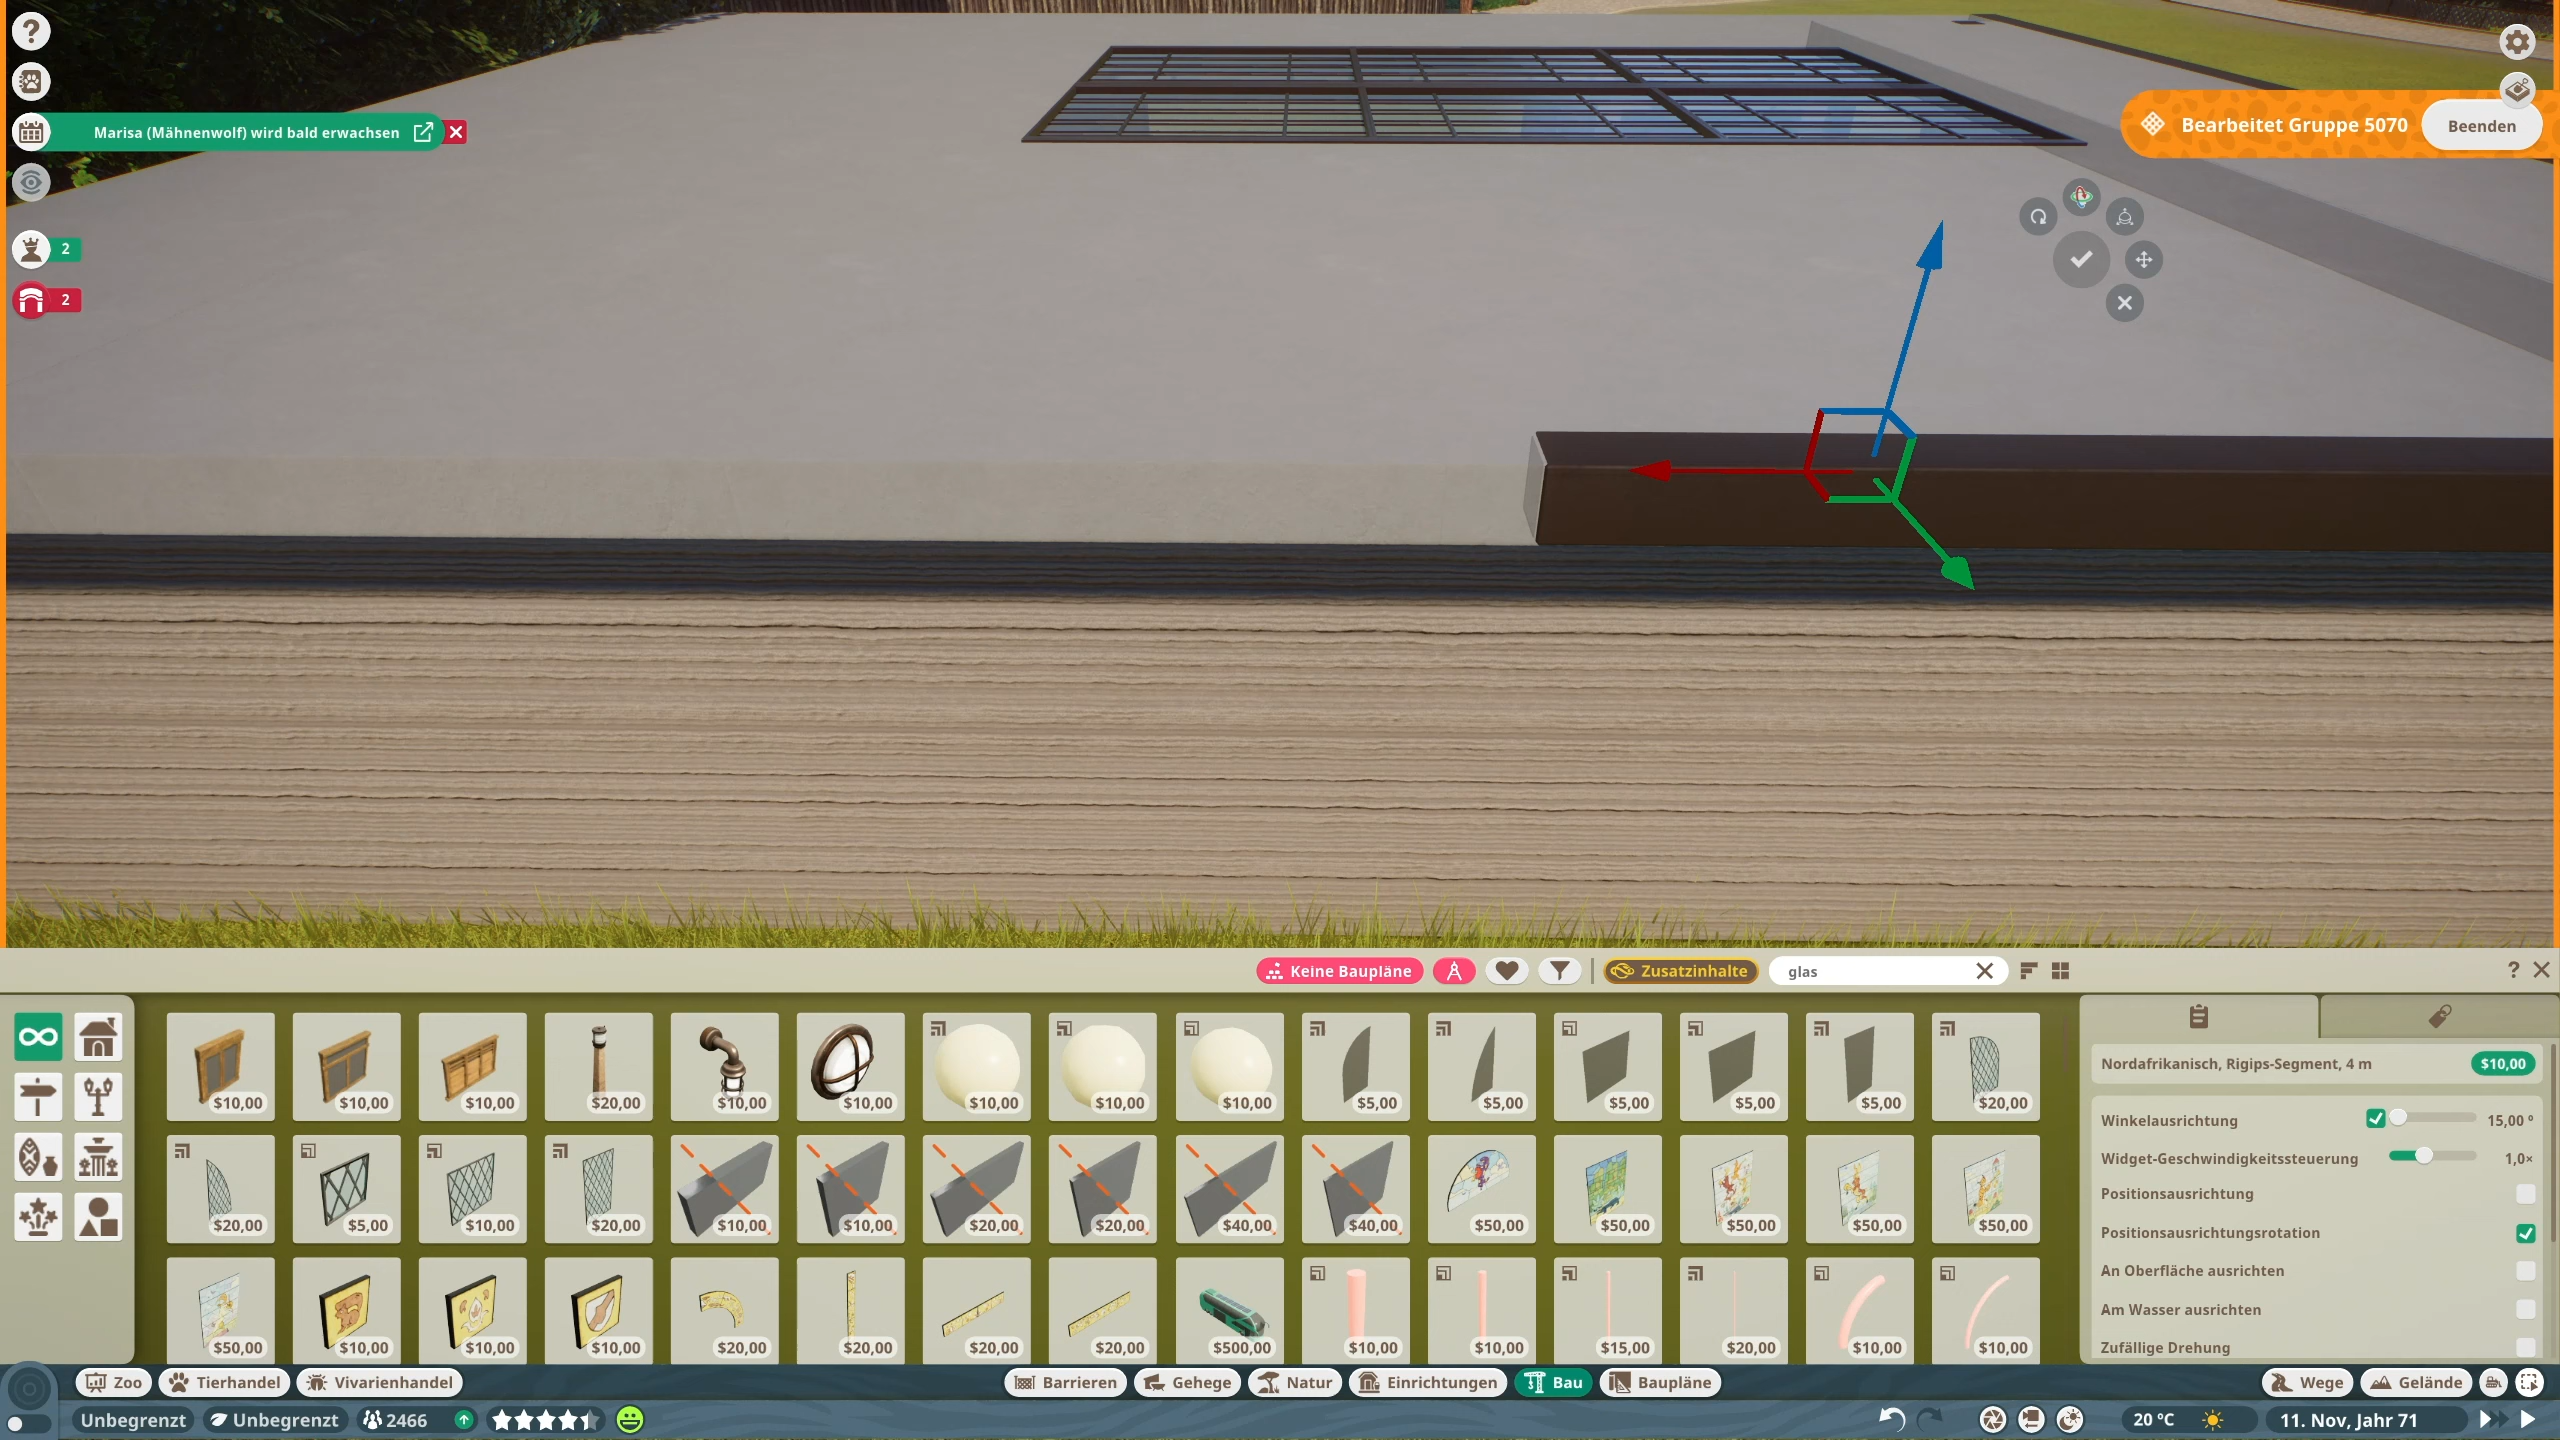 Marisa (Mähnenwolf) wird bald erwachsen
Bearbeitet Gruppe 5070
Beenden
2
2
Keine Baupläne
Zusatzinhalte
glas
?
$10,00
$10,00
$10,00
$20,00
$10,00
$10,00
$10,00
$10,00
$10,00
$5,00
$5,00
$5,00
$5,00
$5,00
$20,00
$20,00
$5,00
$10,00
$20,00
$10,00
$10,00
$20,00
$20,00
$40,00
$40,00
$50,00
$50,00
$50,00
$50,00
$50,00
$50,00
$10,00
$10,00
$10,00
$20,00
$20,00
$20,00
$20,00
$500,00
$10,00
$10,00
$15,00
$20,00
$10,00
$10,00
Nordafrikanisch, Rigips-Segment, 4 m
$10,00
Winkelausrichtung
15,00 °
Widget-Geschwindigkeitssteuerung
1,0×
Positionsausrichtung
Positionsausrichtungsrotation
An Oberfläche ausrichten
Am Wasser ausrichten
Zufällige Drehung
Zoo
Tierhandel
Vivarienhandel
Barrieren
Gehege
Natur
Einrichtungen
Bau
Baupläne
Wege
Gelände
Unbegrenzt
Unbegrenzt
2466
20 °C
11. Nov, Jahr 71